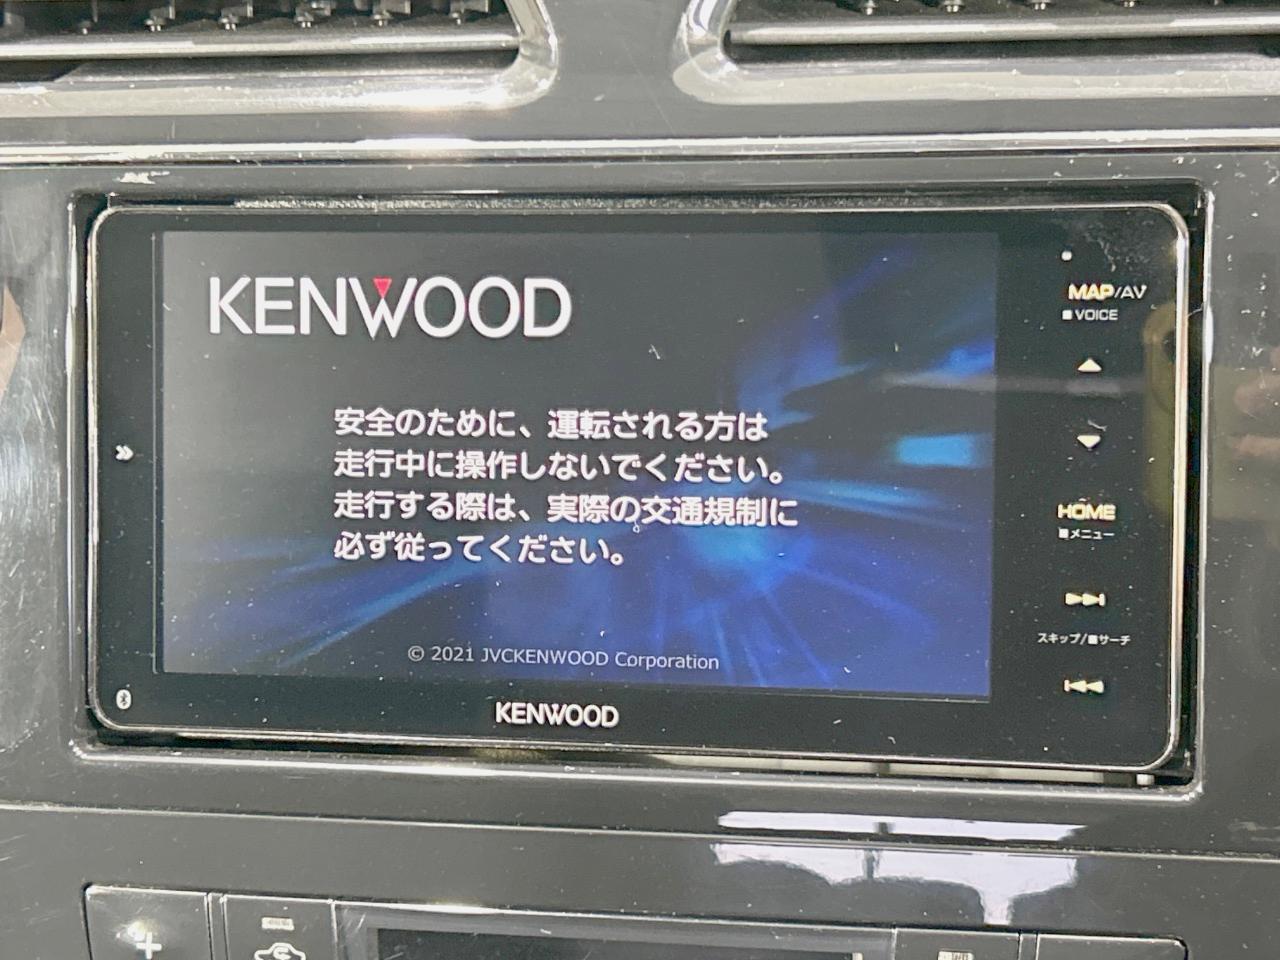 KENWOOD
安全のために、運転される方は
走行中に操作しないでください。
走行する際は、実際の交通規制に
必ず従ってください。
© 2021 JVCKENWOOD Corporation
KENWOOD
MAP/AV
■ VOICE
HOME
■メニュー
スキップ/■サーチ